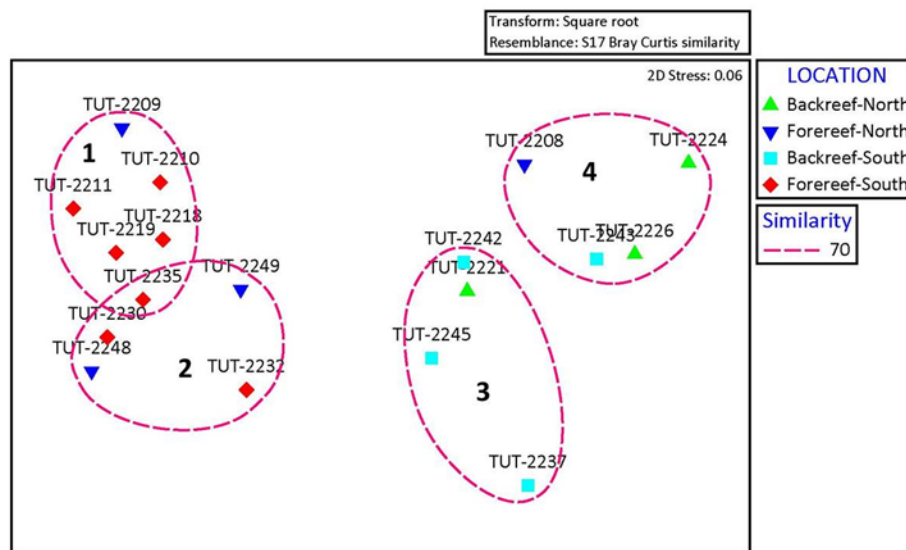 Transform: Square root
Resemblance: S17 Bray Curtis similarity
2D Stress: 0.06
LOCATION
Backreef-North
Forereef-North
Backreef-South
Forereef-South
Similarity
70
TUT-2209
1
TUT-2210
TUT-2211
TUT-2218
TUT-2219
TUT-2235
TUT-2249
TUT-2230
TUT-2248
2
TUT-2232
TUT-2208
TUT-2224
4
TUT-2243
TUT-2226
TUT-2242
TUT-2221
TUT-2245
3
TUT-2237